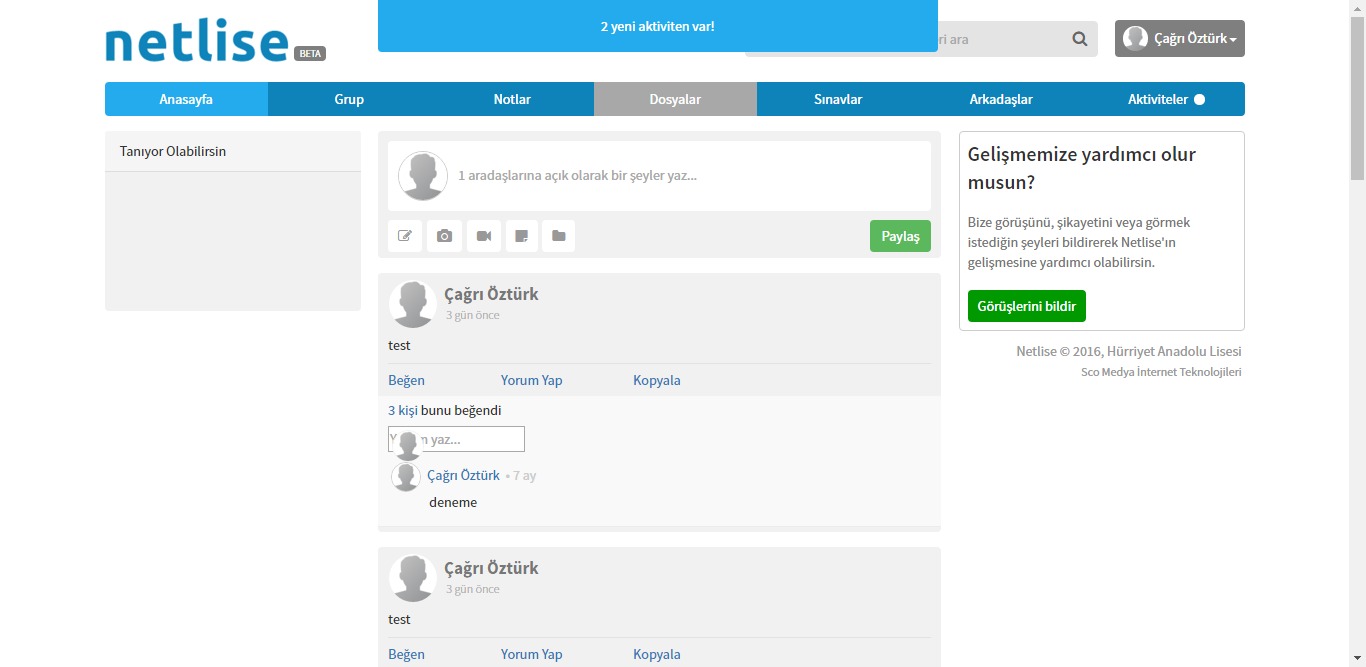 2 yeni aktiviten var!
netlise BETA
ri ara
Çağrı Öztürk
Anasayfa Grup Notlar Dosyalar Sınavlar Arkadaşlar Aktiviteler
Tanıyor Olabilirsin
1 aradaşlarına açık olarak bir şeyler yaz...
Paylaş
Çağrı Öztürk
3 gün önce
test
Beğen Yorum Yap Kopyala
3 kişi bunu beğendi
yaz...
Çağrı Öztürk • 7 ay
deneme
Çağrı Öztürk
3 gün önce
test
Beğen Yorum Yap Kopyala
Gelişmemize yardımcı olur
musun?
Bize görüşünü, şikayetini veya görmek
istediğin şeyleri bildirerek Netlise'ın
gelişmesine yardımcı olabilirsin.
Görüşlerini bildir
Netlise © 2016, Hürriyet Anadolu Lisesi
Sco Medya İnternet Teknolojileri